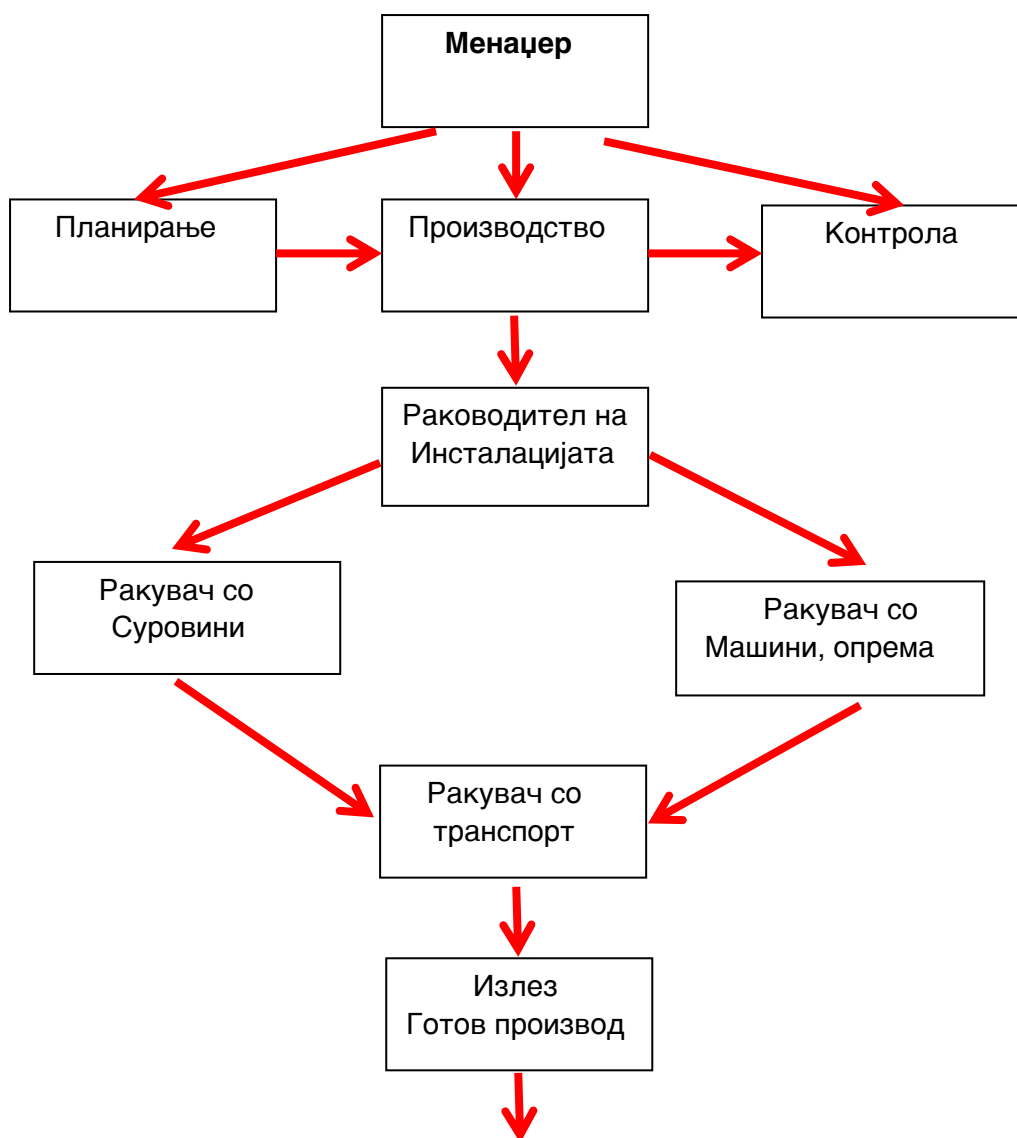 Менаџер
Планирање
Производство
Контрола
Раководител на
Инсталацијата
Ракувач со
Суровини
Ракувач со
Машини, опрема
Ракувач со
транспорт
Излез
Готов производ